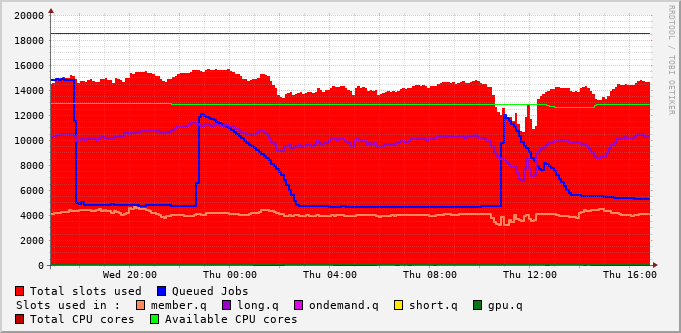 RRDTOOL / TOBI OETIKER
20000
18000
16000
14000
12000
10000
8000
6000
4000
2000
0
Wed 20:00 Thu 00:00 Thu 04:00 Thu 08:00 Thu 12:00 Thu 16:00
Total slots used Queued Jobs
Slots used in : member.q long.q ondemand.q short.q gpu.q
Total CPU cores Available CPU cores